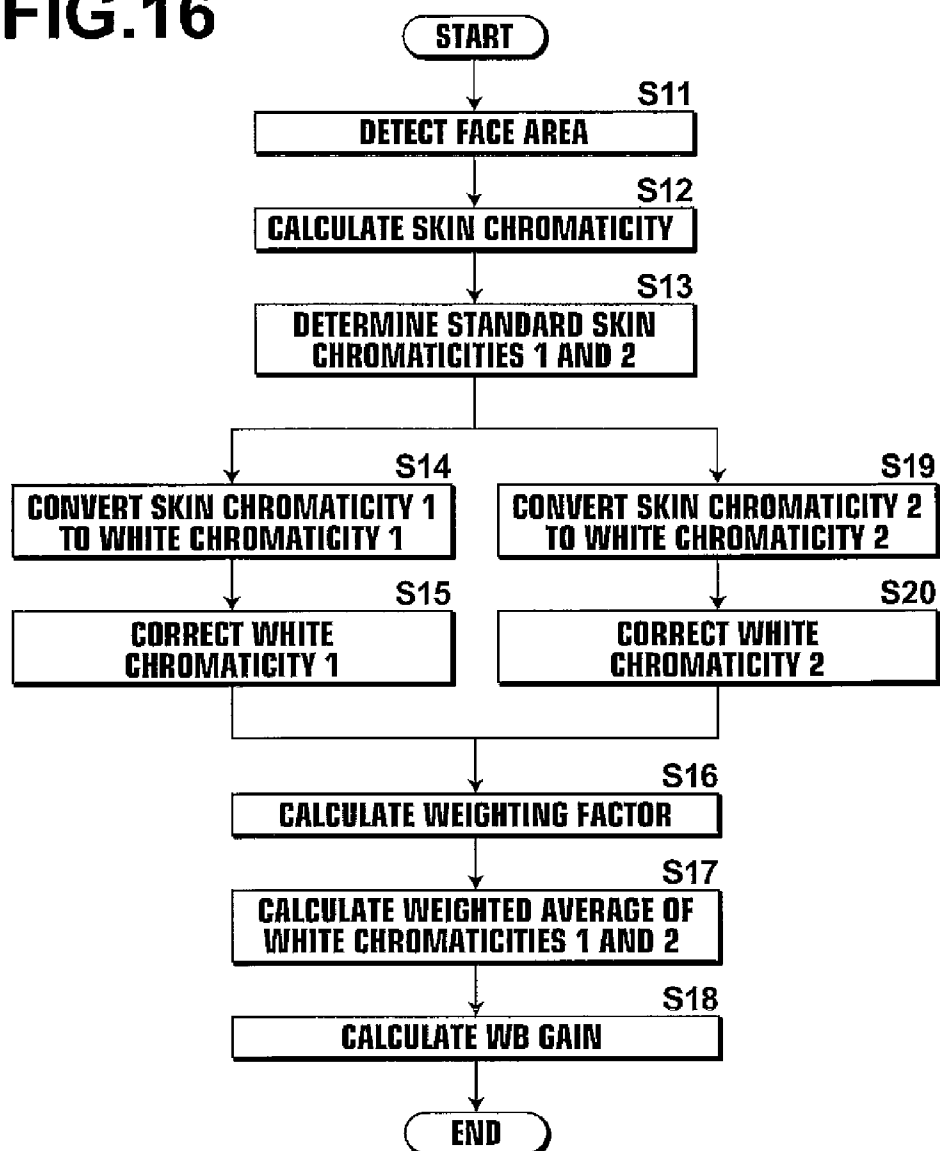 FIG.16
START
S11
DETECT FACE AREA
S12
CALCULATE SKIN CHROMATICITY
S13
DETERMINE STANDARD SKIN
CHROMATICITIES 1 AND 2
S14
CONVERT SKIN CHROMATICITY 1
TO WHITE CHROMATICITY 1
S19
CONVERT SKIN CHROMATICITY 2
TO WHITE CHROMATICITY 2
S15
CORRECT WHITE
CHROMATICITY 1
S20
CORRECT WHITE
CHROMATICITY 2
S16
CALCULATE WEIGHTING FACTOR
S17
CALCULATE WEIGHTED AVERAGE OF
WHITE CHROMATICITIES 1 AND 2
S18
CALCULATE WB GAIN
END